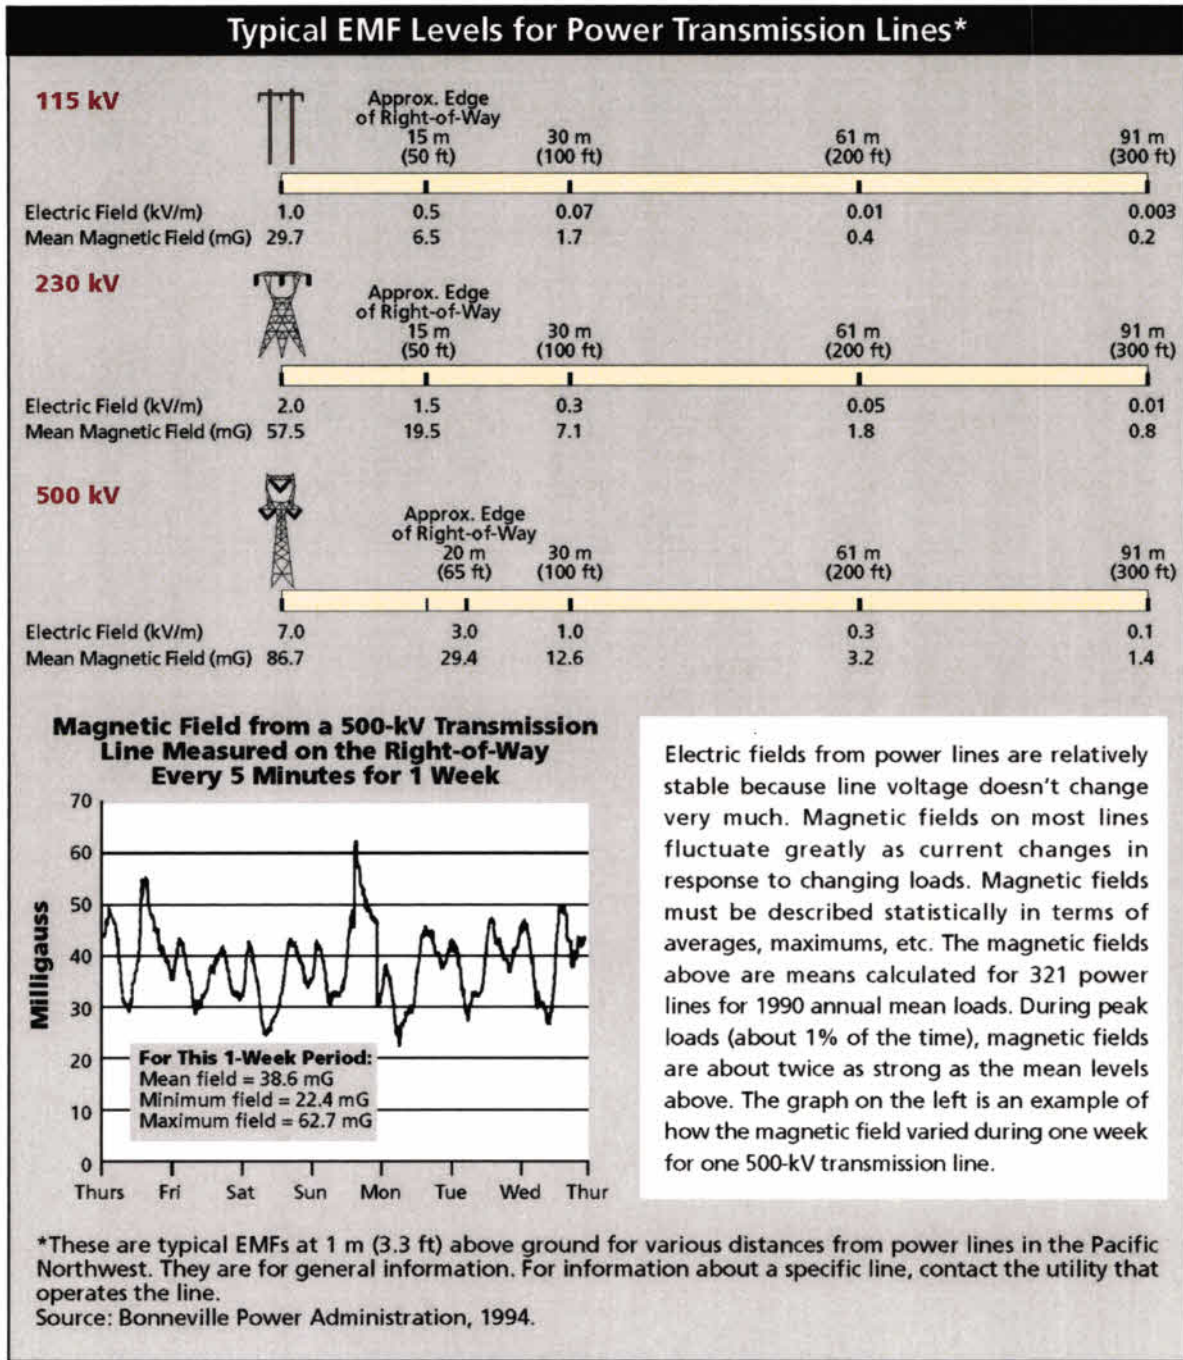 Typical EMF Levels for Power Transmission Lines*
115 kV
Approx. Edge
of Right-of-Way
15 m 30 m 61 m 91 m
(50 ft) (100 ft) (200 ft) (300 ft)
Electric Field (kV/m) 1.0 0.5 0.07 0.01 0.003
Mean Magnetic Field (mG) 29.7 6.5 1.7 0.4 0.2
230 kV
Approx. Edge
of Right-of-Way
15 m 30 m 61 m 91 m
(50 ft) (100 ft) (200 ft) (300 ft)
Electric Field (kV/m) 2.0 1.5 0.3 0.05 0.01
Mean Magnetic Field (mG) 57.5 19.5 7.1 1.8 0.8
500 kV
Approx. Edge
of Right-of-Way
20 m 30 m 61 m 91 m
(65 ft) (100 ft) (200 ft) (300 ft)
Electric Field (kV/m) 7.0 3.0 1.0 0.3 0.1
Mean Magnetic Field (mG) 86.7 29.4 12.6 3.2 1.4
Magnetic Field from a 500-kV Transmission
Line Measured on the Right-of-Way
Every 5 Minutes for 1 Week
70
60
50
40
30
20
10
0
Milligauss
For This 1-Week Period:
Mean field = 38.6 mG
Minimum field = 22.4 mG
Maximum field = 62.7 mG
Thurs Fri Sat Sun Mon Tue Wed Thur
Electric fields from power lines are relatively
stable because line voltage doesn't change
very much. Magnetic fields on most lines
fluctuate greatly as current changes in
response to changing loads. Magnetic fields
must be described statistically in terms of
averages, maximums, etc. The magnetic fields
above are means calculated for 321 power
lines for 1990 annual mean loads. During peak
loads (about 1% of the time), magnetic fields
are about twice as strong as the mean levels
above. The graph on the left is an example of
how the magnetic field varied during one week
for one 500-kV transmission line.
*These are typical EMFs at 1 m (3.3 ft) above ground for various distances from power lines in the Pacific
Northwest. They are for general information. For information about a specific line, contact the utility that
operates the line.
Source: Bonneville Power Administration, 1994.